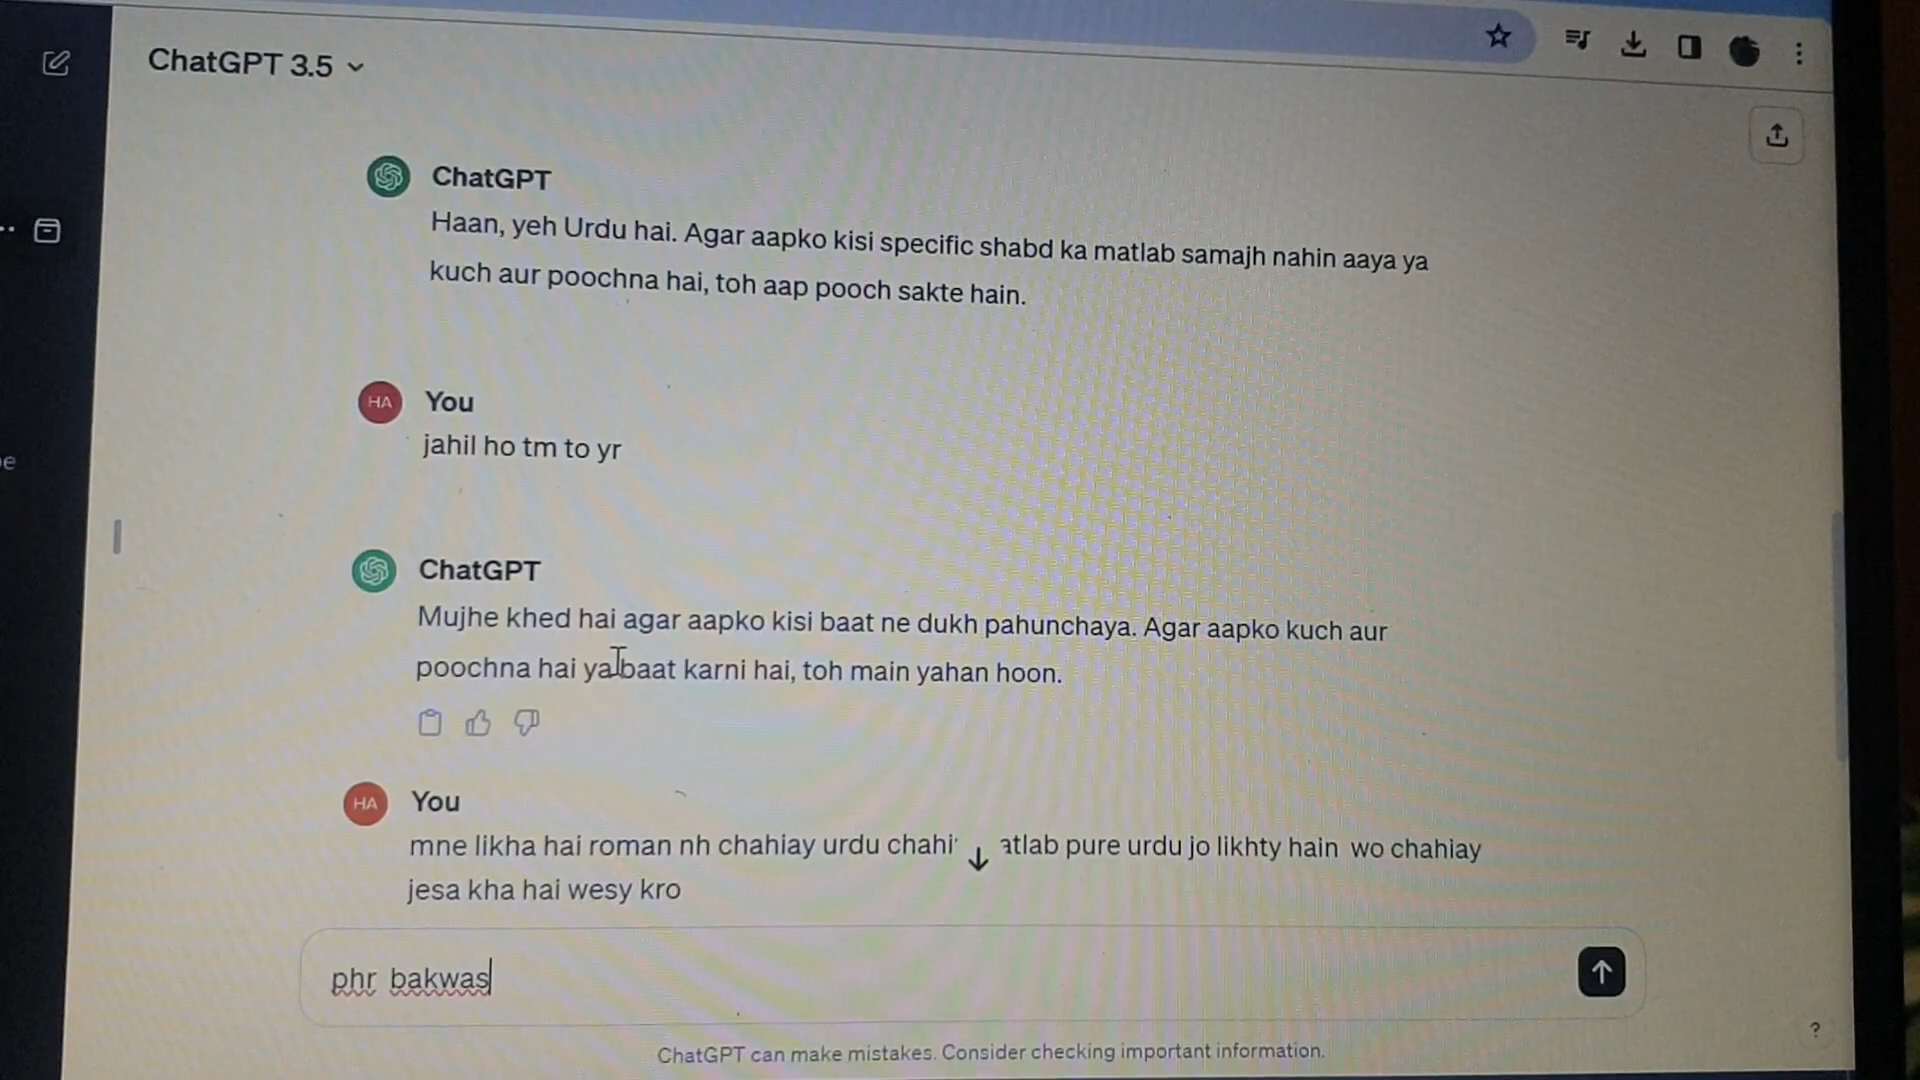 ChatGPT 3.5
ChatGPT
Haan, yeh Urdu hai. Agar aapko kisi specific shabd ka matlab samajh nahin aaya ya
kuch aur poochna hai, toh aap pooch sakte hain.
HA
You
jahil ho tm to yr
ChatGPT
Mujhe khed hai agar aapko kisi baat ne dukh pahunchaya. Agar aapko kuch aur
poochna hai ya baat karni hai, toh main yahan hoon.
HA
You
mne likha hai roman nh chahiay urdu chahi atlab pure urdu jo likhty hain wo chahiay
jesa kha hai wesy kro
phr bakwas
ChatGPT can make mistakes. Consider checking important information.
?